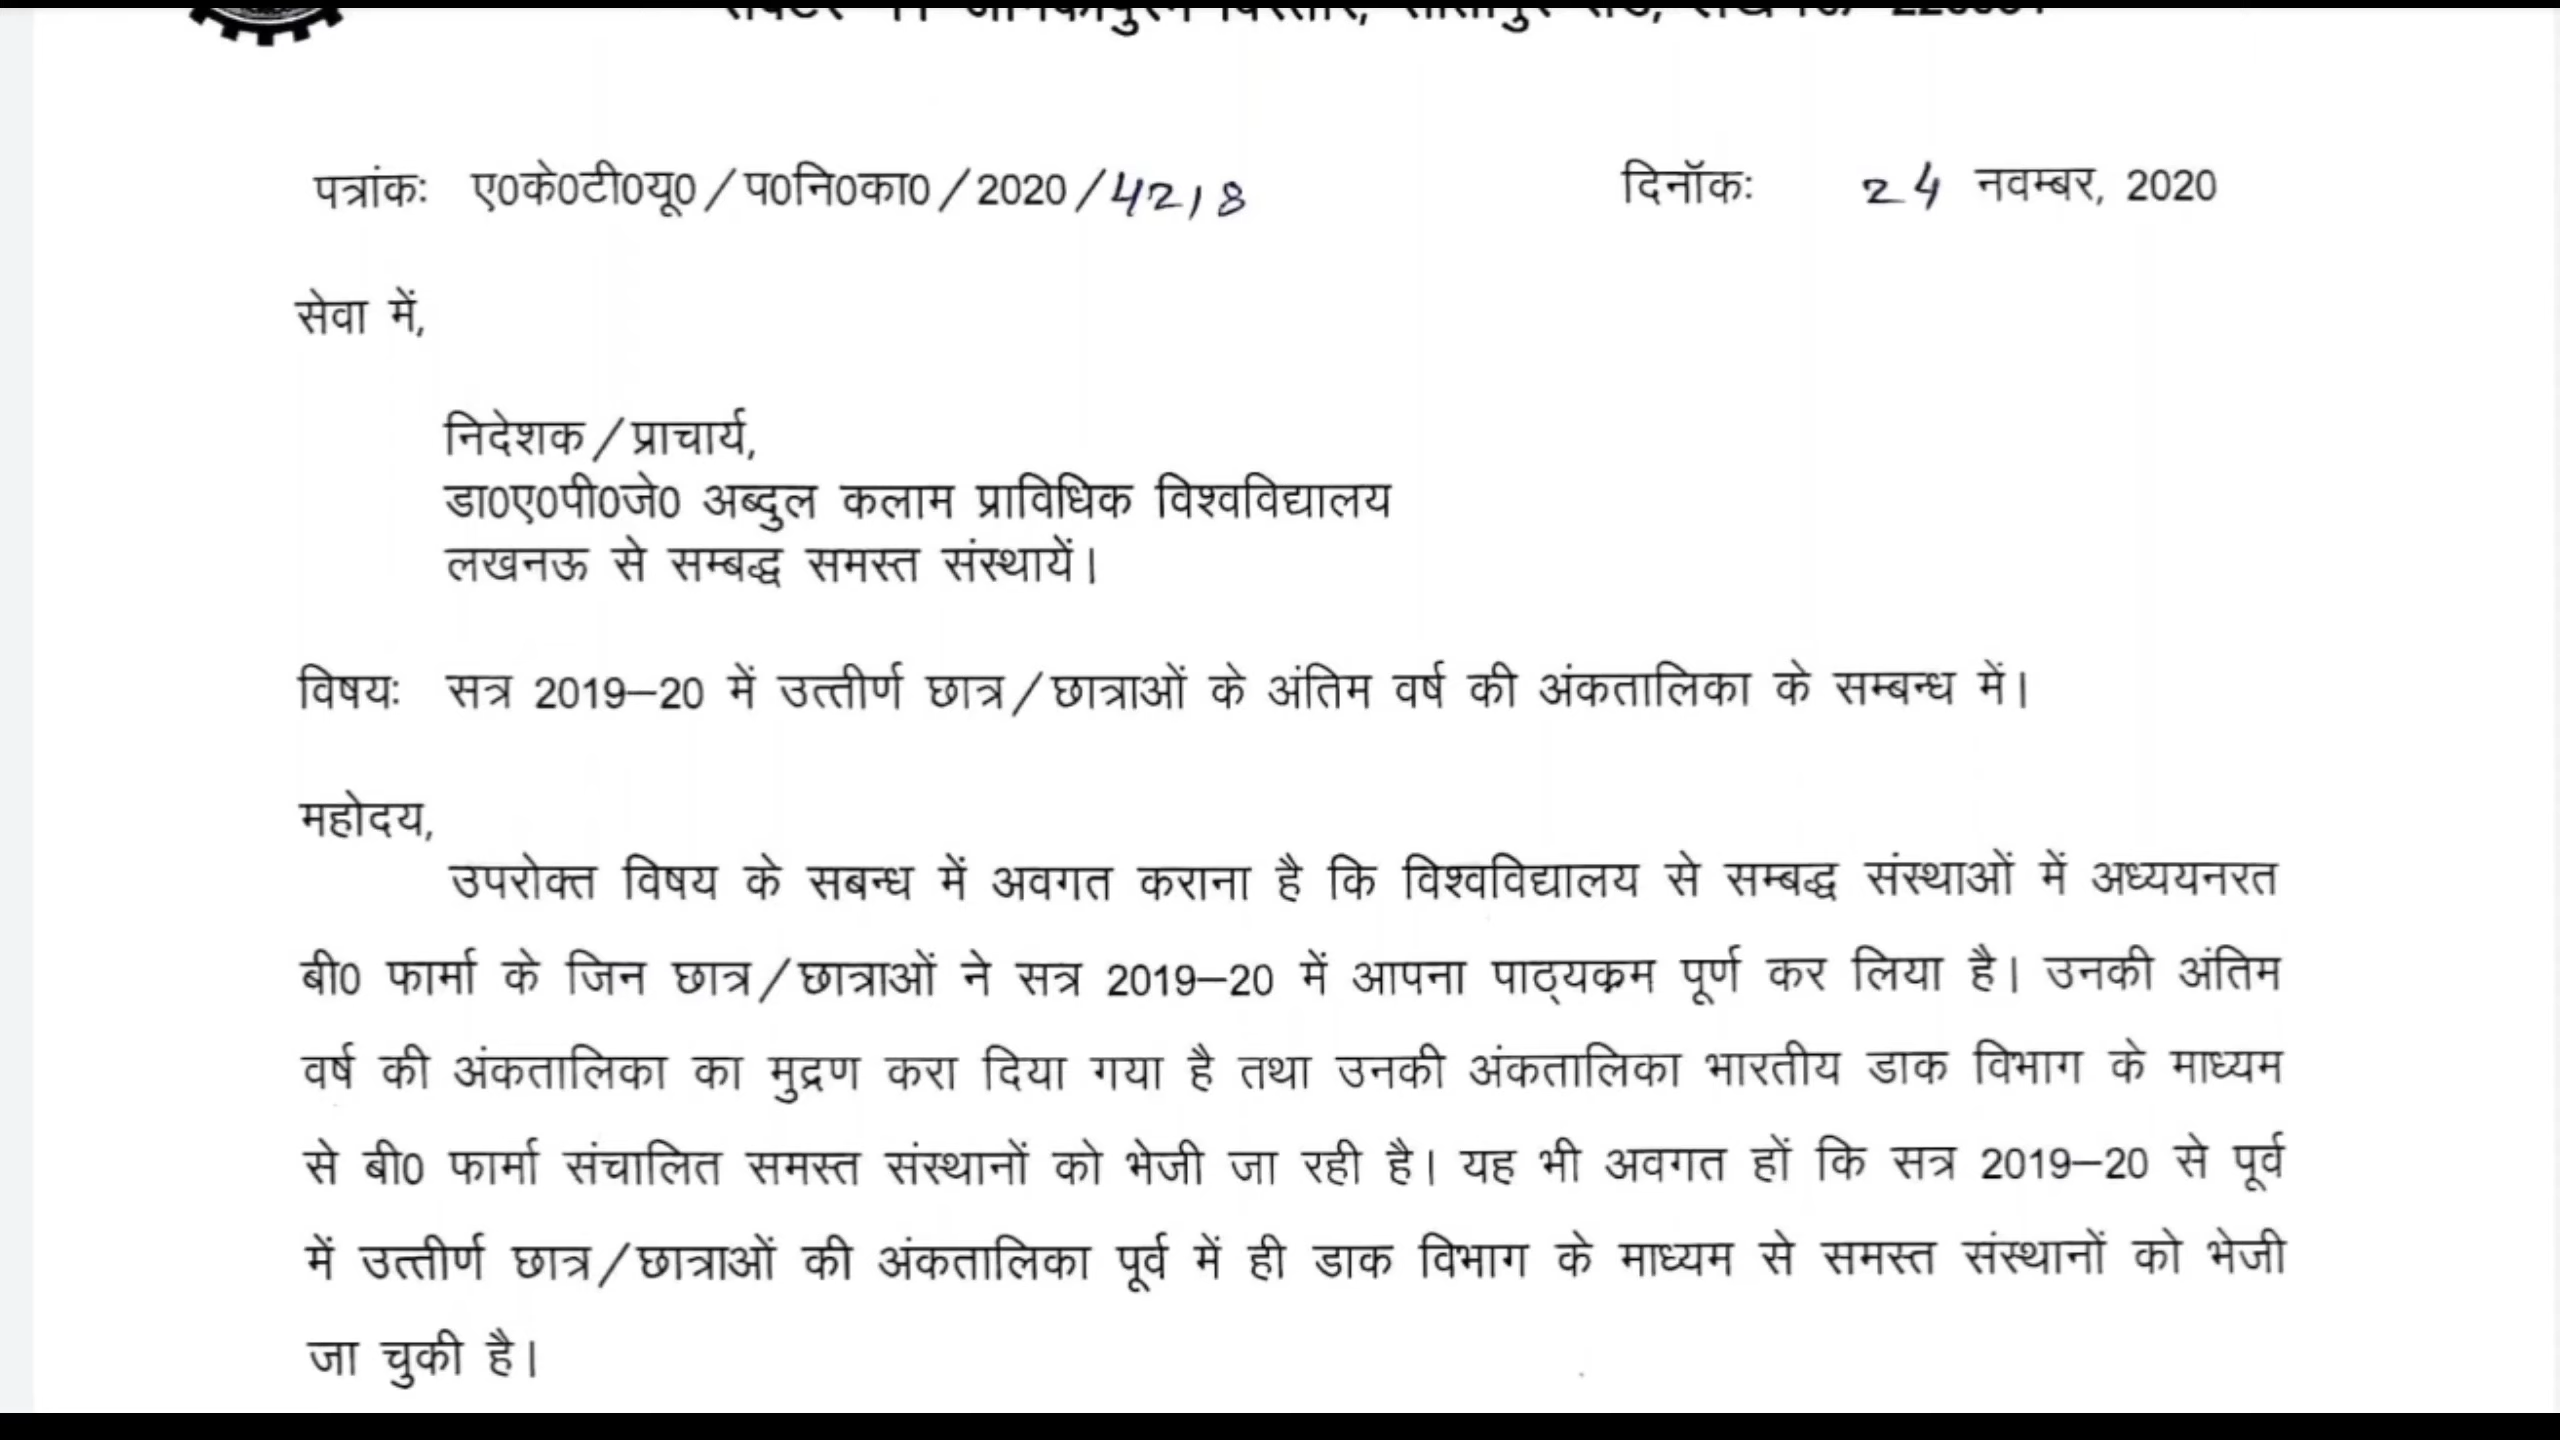 पत्रांकः ए0के0टी0यू0/प0नि0का0/2020/4218 दिनॉकः 24 नवम्बर, 2020
सेवा में,
निदेशक/प्राचार्य,
डा0ए0पी0जे0 अब्दुल कलाम प्राविधिक विश्वविद्यालय
लखनऊ से सम्बद्ध समस्त संस्थायें।
विषयः सत्र 2019–20 में उत्तीर्ण छात्र/छात्राओं के अंतिम वर्ष की अंकतालिका के सम्बन्ध में।
महोदय,
उपरोक्त विषय के सबन्ध में अवगत कराना है कि विश्वविद्यालय से सम्बद्ध संस्थाओं में अध्ययनरत
बी0 फार्मा के जिन छात्र/छात्राओं ने सत्र 2019–20 में आपना पाठ्यक्रम पूर्ण कर लिया है। उनकी अंतिम
वर्ष की अंकतालिका का मुद्रण करा दिया गया है तथा उनकी अंकतालिका भारतीय डाक विभाग के माध्यम
से बी0 फार्मा संचालित समस्त संस्थानों को भेजी जा रही है। यह भी अवगत हों कि सत्र 2019–20 से पूर्व
में उत्तीर्ण छात्र/छात्राओं की अंकतालिका पूर्व में ही डाक विभाग के माध्यम से समस्त संस्थानों को भेजी
जा चुकी है।